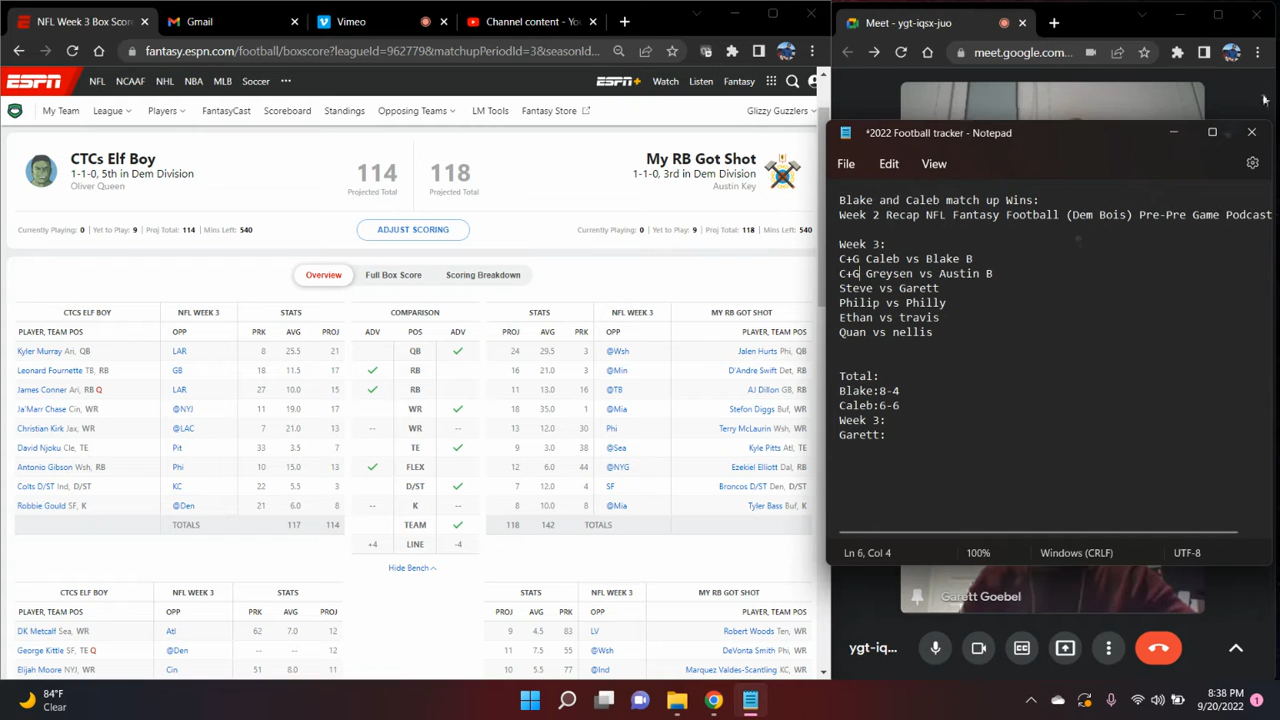 NFL Week 3 Box Scor
Gmail
Vimeo
Channel content - Yo
Meet - ygt-iqsx-juo
fantasy.espn.com/football/boxscore?leagueId=962779&matchupPeriodId=3&seasonI
meet.google.com...
ESPN NFL NCAAF NHL NBA MLB Soccer ESPN+ Watch Listen Fantasy
My Team League Players FantasyCast Scoreboard Standings Opposing Teams LM Tools Fantasy Store Glizzy Guzzlers
CTCs Elf Boy
1-1-0, 5th in Dem Division
Oliver Queen
114
Projected Total
118
Projected Total
My RB Got Shot
1-1-0, 3rd in Dem Division
Austin Key
Currently Playing: 0 Yet to Play: 9 Proj Total: 114 Mins Left: 540
ADJUST SCORING
Currently Playing: 0 Yet to Play: 9 Proj Total: 118 Mins Left: 540
Overview Full Box Score Scoring Breakdown
CTCS ELF BOY NFL WEEK 3 STATS COMPARISON STATS NFL WEEK 3 MY RB GOT SHOT
PLAYER, TEAM POS OPP PRK AVG PROJ ADV POS ADV PROJ AVG PRK OPP PLAYER, TEAM POS
Kyler Murray Ari, QB LAR 8 25.5 21 QB 24 29.5 3 @Wsh Jalen Hurts Phi, QB
Leonard Fournette TB, RB GB 18 11.5 17 RB 16 21.0 3 @Min D'Andre Swift Det, RB
James Conner Ari, RB Q LAR 27 10.0 15 RB 11 13.0 16 @TB AJ Dillon GB, RB
Ja'Marr Chase Cin, WR @NYJ 11 19.0 17 WR 18 35.0 1 @Mia Stefon Diggs Buf, WR
Christian Kirk Jax, WR @LAC 7 21.0 13 -- WR -- 13 12.0 30 Phi Terry McLaurin Wsh, WR
David Njoku Cle, TE Pit 33 3.5 7 TE 9 3.0 38 @Sea Kyle Pitts Atl, TE
Antonio Gibson Wsh, RB Phi 10 15.0 13 FLEX 12 6.0 44 @NYG Ezekiel Elliott Dal, RB
Colts D/ST Ind, D/ST KC 22 5.5 3 D/ST 7 12.0 4 SF Broncos D/ST Den, D/ST
Robbie Gould SF, K @Den 21 6.0 8 -- K -- 8 10.0 8 @Mia Tyler Bass Buf, K
TOTALS 117 114 TEAM 118 142 TOTALS
+4 LINE -4
Hide Bench
CTCS ELF BOY NFL WEEK 3 STATS STATS NFL WEEK 3 MY RB GOT SHOT
PLAYER, TEAM POS OPP PRK AVG PROJ PROJ AVG PRK OPP PLAYER, TEAM POS
DK Metcalf Sea, WR Atl 62 7.0 12 9 4.5 83 LV Robert Woods Ten, WR
George Kittle SF, TE Q @Den -- -- 12 11 7.5 55 @Wsh DeVonta Smith Phi, WR
Elijah Moore NYJ, WR Cin 51 8.0 11 10 5.5 77 @Ind Marquez Valdes-Scantling KC, WR
*2022 Football tracker - Notepad
File Edit View
Blake and Caleb match up Wins:
Week 2 Recap NFL Fantasy Football (Dem Bois) Pre-Pre Game Podcast
Week 3:
C+G Caleb vs Blake B
C+G Greysen vs Austin B
Steve vs Garett
Philip vs Philly
Ethan vs travis
Quan vs nellis
Total:
Blake:8-4
Caleb:6-6
Week 3:
Garett:
Ln 6, Col 4 100% Windows (CRLF) UTF-8
Garett Goebel
ygt-iq...
84°F
Clear
8:38 PM
9/20/2022
1